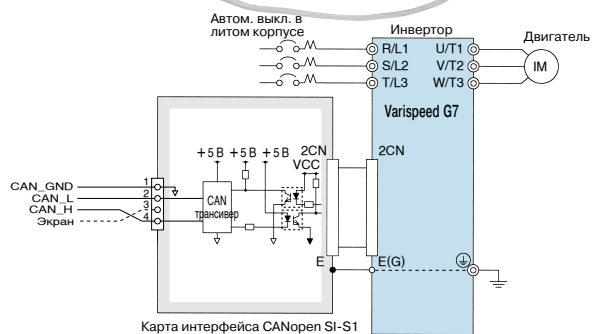 Автом. выкл. в
литом корпусе
Инвертор
Двигатель
R/L1 U/T1
S/L2 V/T2
T/L3 W/T3
IM
Varispeed G7
+5В +5В +5В 2CN
VCC
2CN
CAN_GND 1
CAN_L 2
CAN_H 3
Экран 4
CAN
трансивер
E E(G)
Карта интерфейса CANopen SI-S1